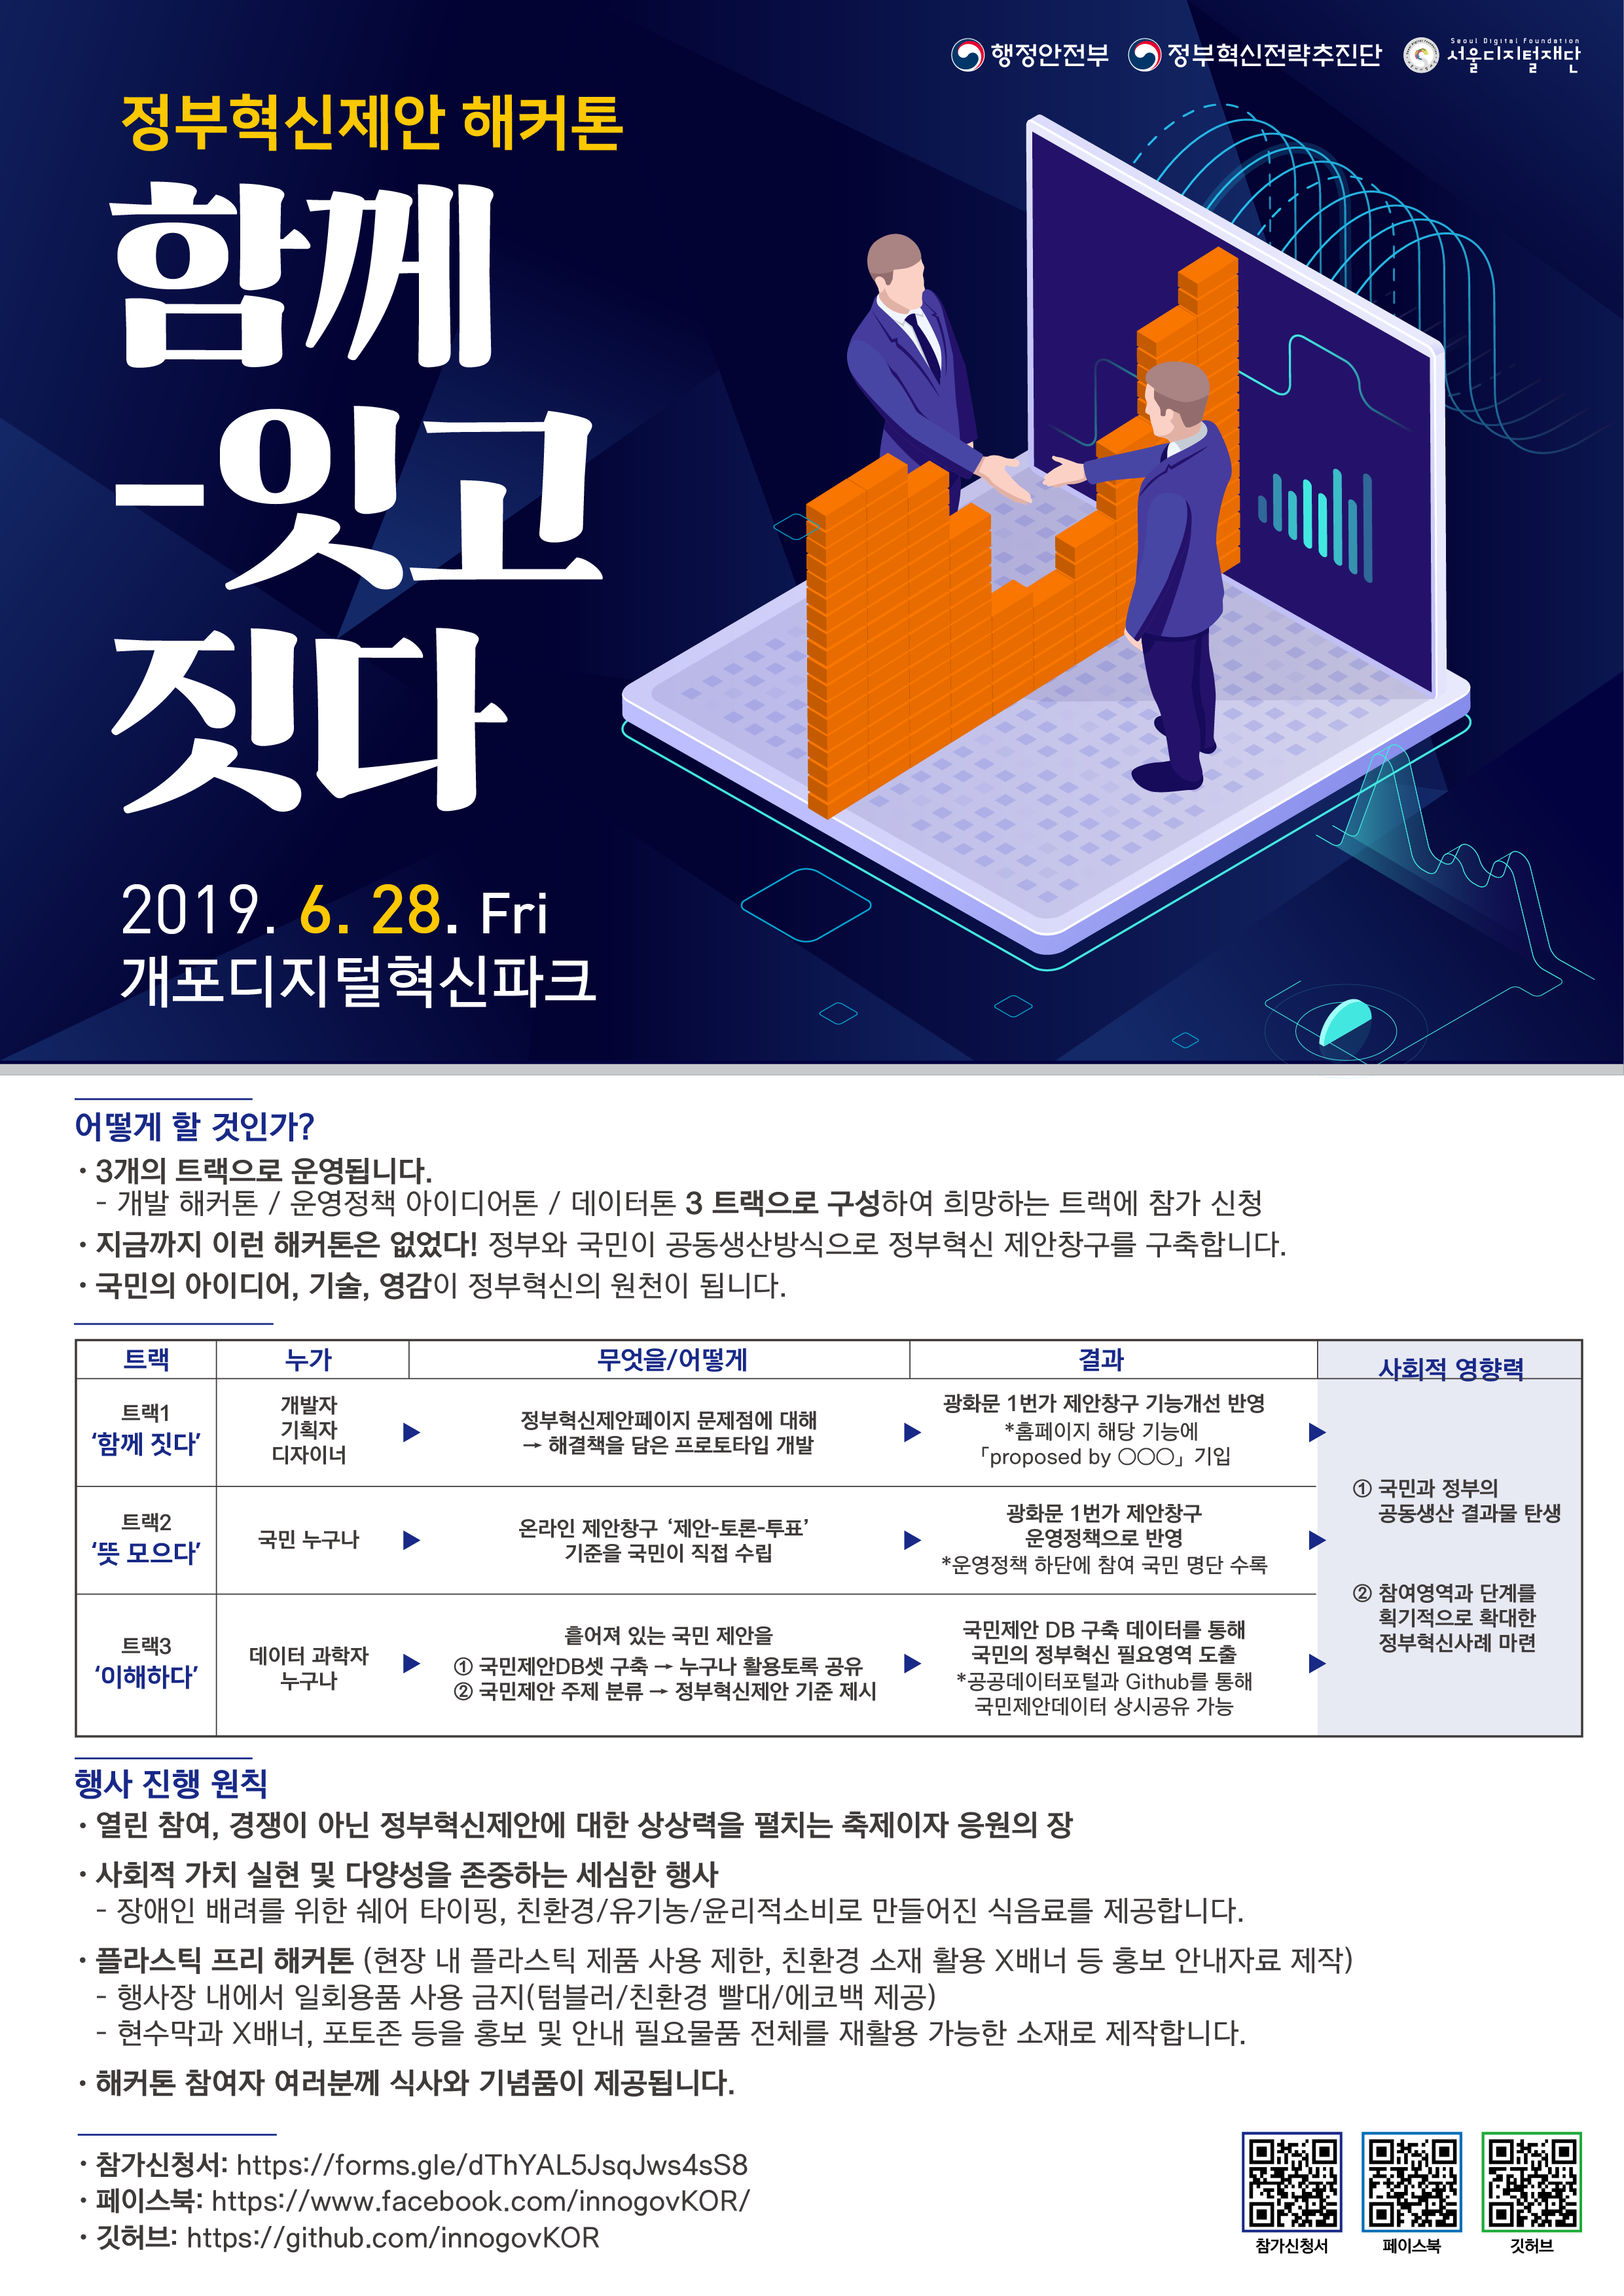 행정안전부
정부혁신전략추진단
Seoul Digital Foundation
서울디지털재단
정부혁신제안 해커톤
함께
-잇고
짓다
2019. 6. 28. Fri
개포디지털혁신파크
어떻게 할 것인가?
· 3개의 트랙으로 운영됩니다.
- 개발 해커톤 / 운영정책 아이디어톤 / 데이터톤 3 트랙으로 구성하여 희망하는 트랙에 참가 신청
· 지금까지 이런 해커톤은 없었다! 정부와 국민이 공동생산방식으로 정부혁신 제안창구를 구축합니다.
· 국민의 아이디어, 기술, 영감이 정부혁신의 원천이 됩니다.
트랙
누가
무엇을/어떻게
결과
사회적 영향력
트랙1
‘함께 짓다’
개발자
기획자
디자이너
정부혁신제안페이지 문제점에 대해
→ 해결책을 담은 프로토타입 개발
광화문 1번가 제안창구 기능개선 반영
*홈페이지 해당 기능에
「proposed by ○○○」 기입
트랙2
‘뜻 모으다’
국민 누구나
온라인 제안창구 ‘제안-토론-투표’
기준을 국민이 직접 수립
광화문 1번가 제안창구
운영정책으로 반영
*운영정책 하단에 참여 국민 명단 수록
트랙3
‘이해하다’
데이터 과학자
누구나
흩어져 있는 국민 제안을
① 국민제안DB셋 구축 → 누구나 활용토록 공유
② 국민제안 주제 분류 → 정부혁신제안 기준 제시
국민제안 DB 구축 데이터를 통해
국민의 정부혁신 필요영역 도출
*공공데이터포털과 Github를 통해
국민제안데이터 상시공유 가능
① 국민과 정부의
공동생산 결과물 탄생
② 참여영역과 단계를
획기적으로 확대한
정부혁신사례 마련
행사 진행 원칙
· 열린 참여, 경쟁이 아닌 정부혁신제안에 대한 상상력을 펼치는 축제이자 응원의 장
· 사회적 가치 실현 및 다양성을 존중하는 세심한 행사
- 장애인 배려를 위한 쉐어 타이핑, 친환경/유기농/윤리적소비로 만들어진 식음료를 제공합니다.
· 플라스틱 프리 해커톤 (현장 내 플라스틱 제품 사용 제한, 친환경 소재 활용 X배너 등 홍보 안내자료 제작)
- 행사장 내에서 일회용품 사용 금지(텀블러/친환경 빨대/에코백 제공)
- 현수막과 X배너, 포토존 등을 홍보 및 안내 필요물품 전체를 재활용 가능한 소재로 제작합니다.
· 해커톤 참여자 여러분께 식사와 기념품이 제공됩니다.
· 참가신청서: https://forms.gle/dThYAL5JsqJws4sS8
· 페이스북: https://www.facebook.com/innogovKOR/
· 깃허브: https://github.com/innogovKOR
참가신청서
페이스북
깃허브